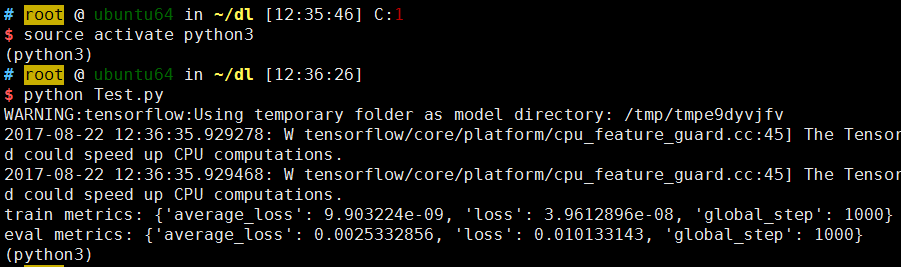 # root @ ubuntu64 in ~/dl [12:35:46] C:1
$ source activate python3
(python3)
# root @ ubuntu64 in ~/dl [12:36:26]
$ python Test.py
WARNING:tensorflow:Using temporary folder as model directory: /tmp/tmpe9dyvjfv
2017-08-22 12:36:35.929278: W tensorflow/core/platform/cpu_feature_guard.cc:45] The Tensor
d could speed up CPU computations.
2017-08-22 12:36:35.929468: W tensorflow/core/platform/cpu_feature_guard.cc:45] The Tensor
d could speed up CPU computations.
train metrics: {'average_loss': 9.903224e-09, 'loss': 3.9612896e-08, 'global_step': 1000}
eval metrics: {'average_loss': 0.0025332856, 'loss': 0.010133143, 'global_step': 1000}
(python3)